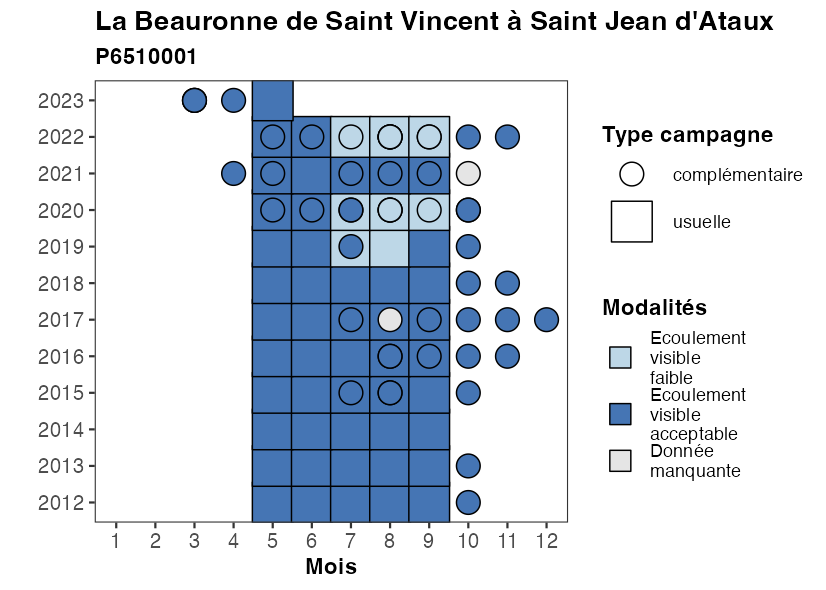 La Beauronne de Saint Vincent à Saint Jean d'Ataux
P6510001
2023
2022
2021
2020
2019
2018
2017
2016
2015
2014
2013
2012
1 2 3 4 5 6 7 8 9 10 11 12
Mois
Type campagne
complémentaire
usuelle
Modalités
Ecoulement
visible
faible
Ecoulement
visible
acceptable
Donnée
manquante